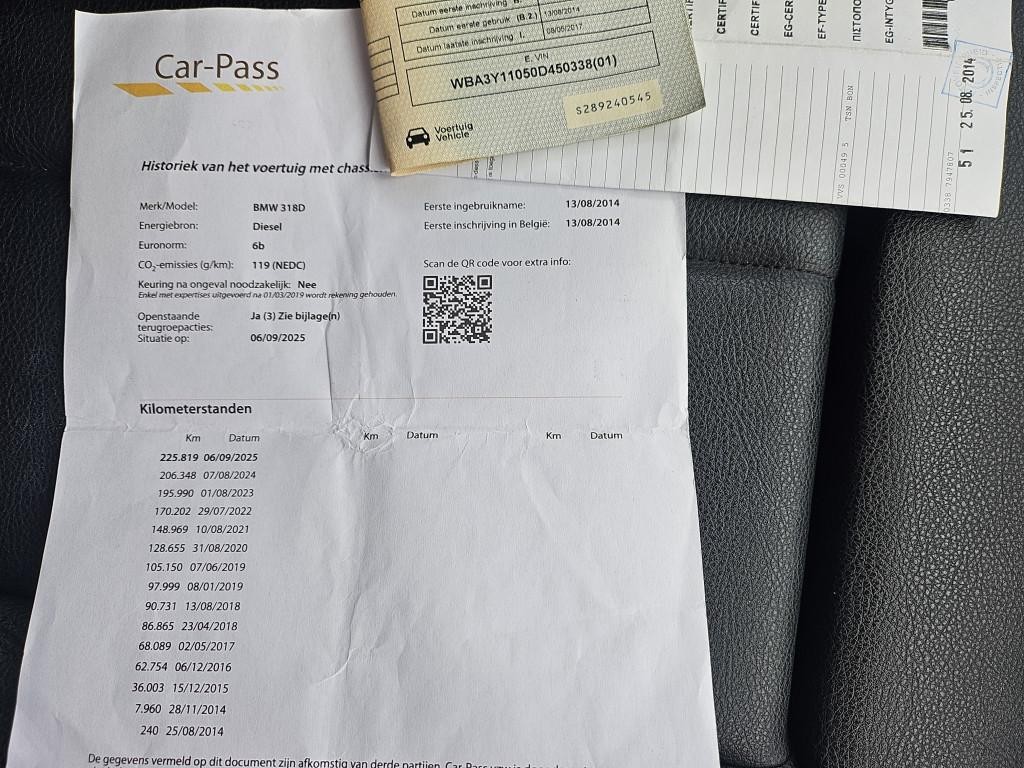 Datum eerste inschrijving
Datum eerste gebruik (B.2.) 13/08/2014
Datum laatste inschrijving I. 08/05/2017
E. VIN
WBA3Y11050D450338(01)
S289240545
Voertuig
Vehicle
EG-CER
EF-TYPE
ΠΙΣΤΟΠΟ
EG-INTYG
VVS 00049 5 TSN BON
0338 7947807
51 25. 08. 2014
Car-Pass
Historiek van het voertuig met chass
Merk/Model: BMW 318D
Energiebron: Diesel
Euronorm: 6b
CO2-emissies (g/km): 119 (NEDC)
Keuring na ongeval noodzakelijk: Nee
Enkel met expertises uitgevoerd na 01/03/2019 wordt rekening gehouden.
Openstaande terugroepacties: Ja (3) Zie bijlage(n)
Situatie op: 06/09/2025
Eerste ingebruikname: 13/08/2014
Eerste inschrijving in België: 13/08/2014
Scan de QR code voor extra info:
Kilometerstanden
Km Datum Km Datum Km Datum
225.819 06/09/2025
206.348 07/08/2024
195.990 01/08/2023
170.202 29/07/2022
148.969 10/08/2021
128.655 31/08/2020
105.150 07/06/2019
97.999 08/01/2019
90.731 13/08/2018
86.865 23/04/2018
68.089 02/05/2017
62.754 06/12/2016
36.003 15/12/2015
7.960 28/11/2014
240 25/08/2014
De gegevens vermeld op dit document zijn afkomstig van derde partijen. Car-Pass